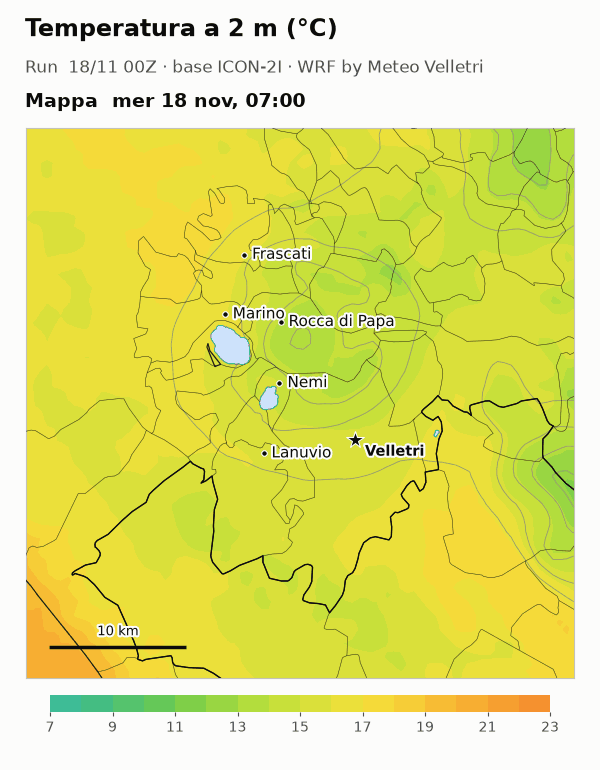 Temperatura a 2 m (°C)
Run  18/11 00Z · base ICON-2I · WRF by Meteo Velletri
Mappa  mer 18 nov, 07:00
Frascati
Marino
Rocca di Papa
Nemi
Velletri
Lanuvio
10 km
7 9 11 13 15 17 19 21 23